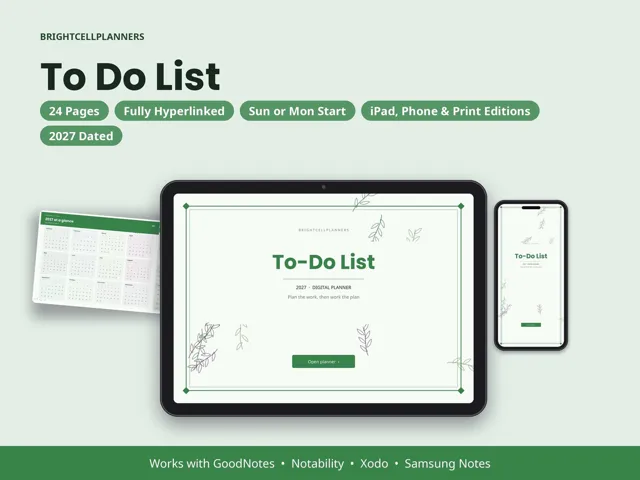 BRIGHTCELLPLANNERS
To Do List
24 Pages
Fully Hyperlinked
Sun or Mon Start
iPad, Phone & Print Editions
2027 Dated
BRIGHTCELLPLANNERS
To-Do List
2027 · DIGITAL PLANNER
Plan the work, then work the plan
Open planner
To-Do List
Works with GoodNotes • Notability • Xodo • Samsung Notes